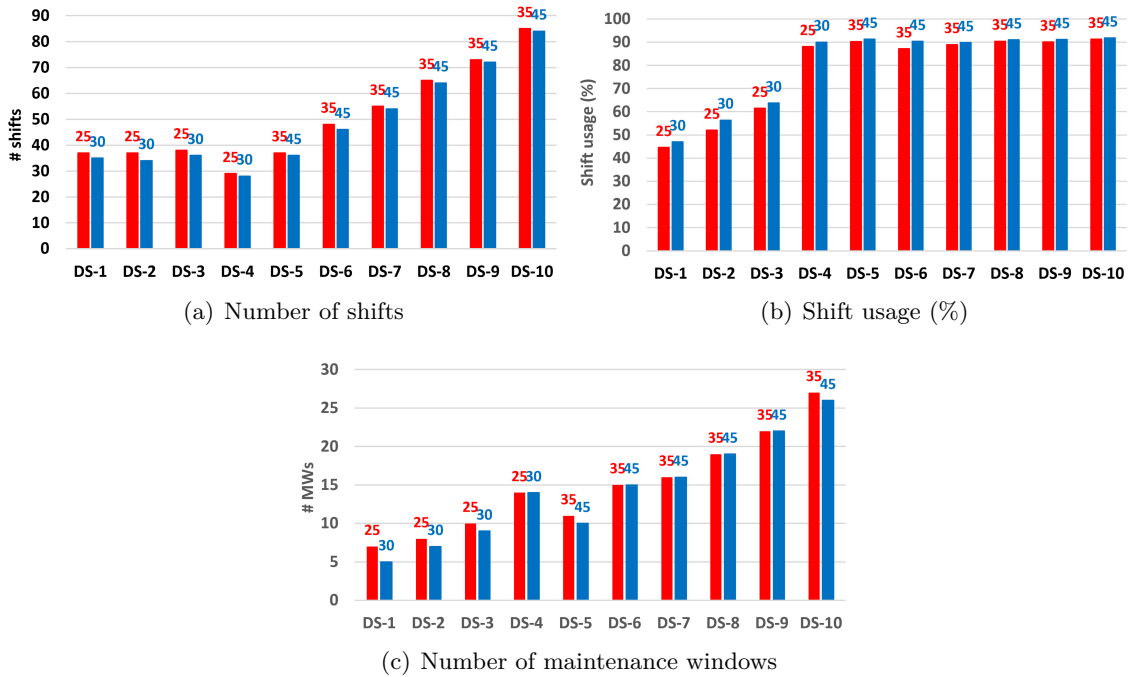 90
80
70
60
50
40
30
20
10
0
# shifts
25 30 25 30 25 30 25 30 35 45 35 45 35 45 35 45 35 45 35 45
DS-1 DS-2 DS-3 DS-4 DS-5 DS-6 DS-7 DS-8 DS-9 DS-10
(a) Number of shifts
100
90
80
70
60
50
40
30
20
10
0
Shift usage (%)
25 30 25 30 25 30 25 30 35 45 35 45 35 45 35 45 35 45 35 45
DS-1 DS-2 DS-3 DS-4 DS-5 DS-6 DS-7 DS-8 DS-9 DS-10
(b) Shift usage (%)
30
25
20
15
10
5
0
# MWs
25 30 25 30 25 30 25 30 35 45 35 45 35 45 35 45 35 45 35 45
DS-1 DS-2 DS-3 DS-4 DS-5 DS-6 DS-7 DS-8 DS-9 DS-10
(c) Number of maintenance windows